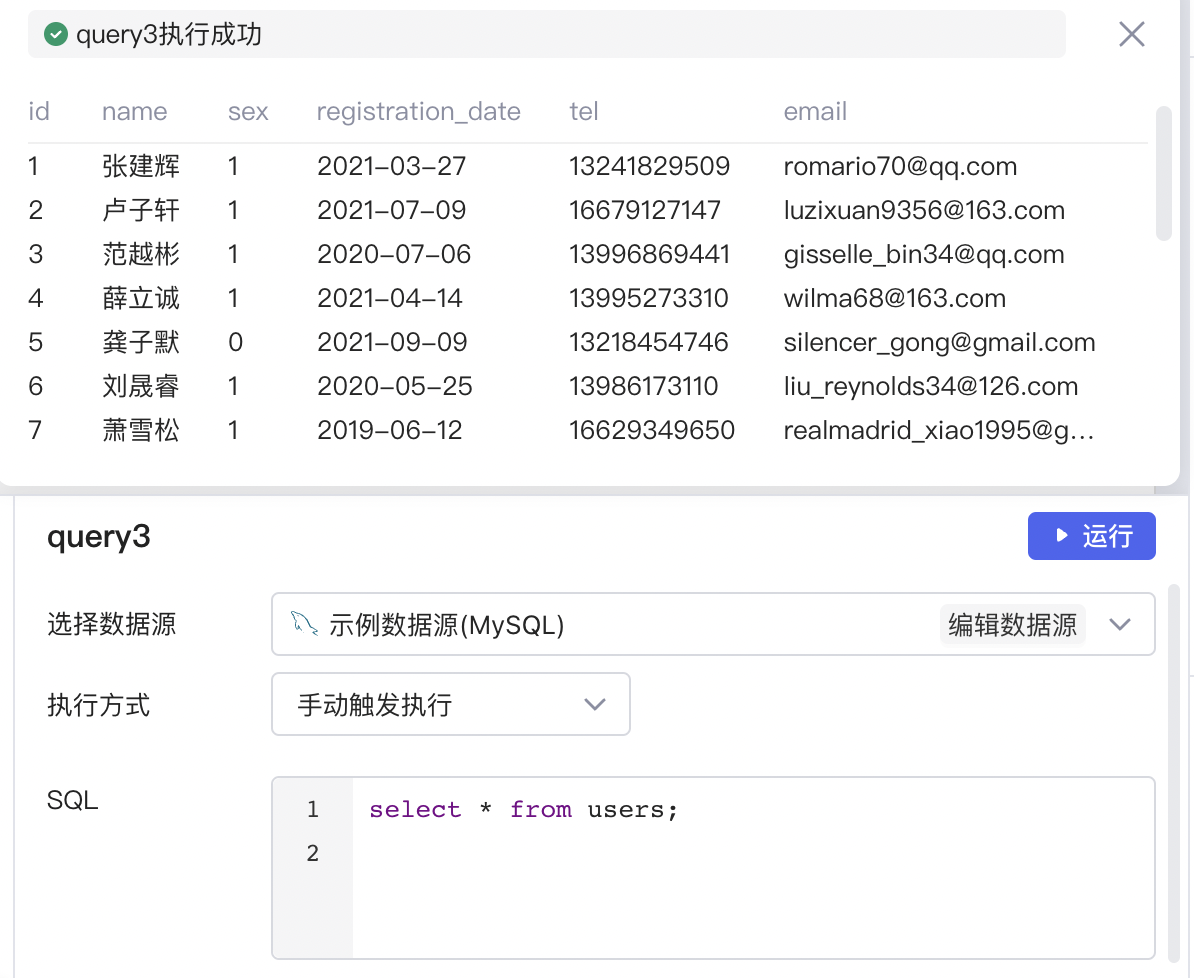 query3执行成功
id name sex registration_date tel email
1 张建辉 1 2021-03-27 13241829509 romario70@qq.com
2 卢子轩 1 2021-07-09 16679127147 luzixuan9356@163.com
3 范越彬 1 2020-07-06 13996869441 gisselle_bin34@qq.com
4 薛立诚 1 2021-04-14 13995273310 wilma68@163.com
5 龚子默 0 2021-09-09 13218454746 silencer_gong@gmail.com
6 刘晟睿 1 2020-05-25 13986173110 liu_reynolds34@126.com
7 萧雪松 1 2019-06-12 16629349650 realmadrid_xiao1995@g...
query3 运行
选择数据源 示例数据源(MySQL) 编辑数据源
执行方式 手动触发执行
SQL 1 select * from users;
2